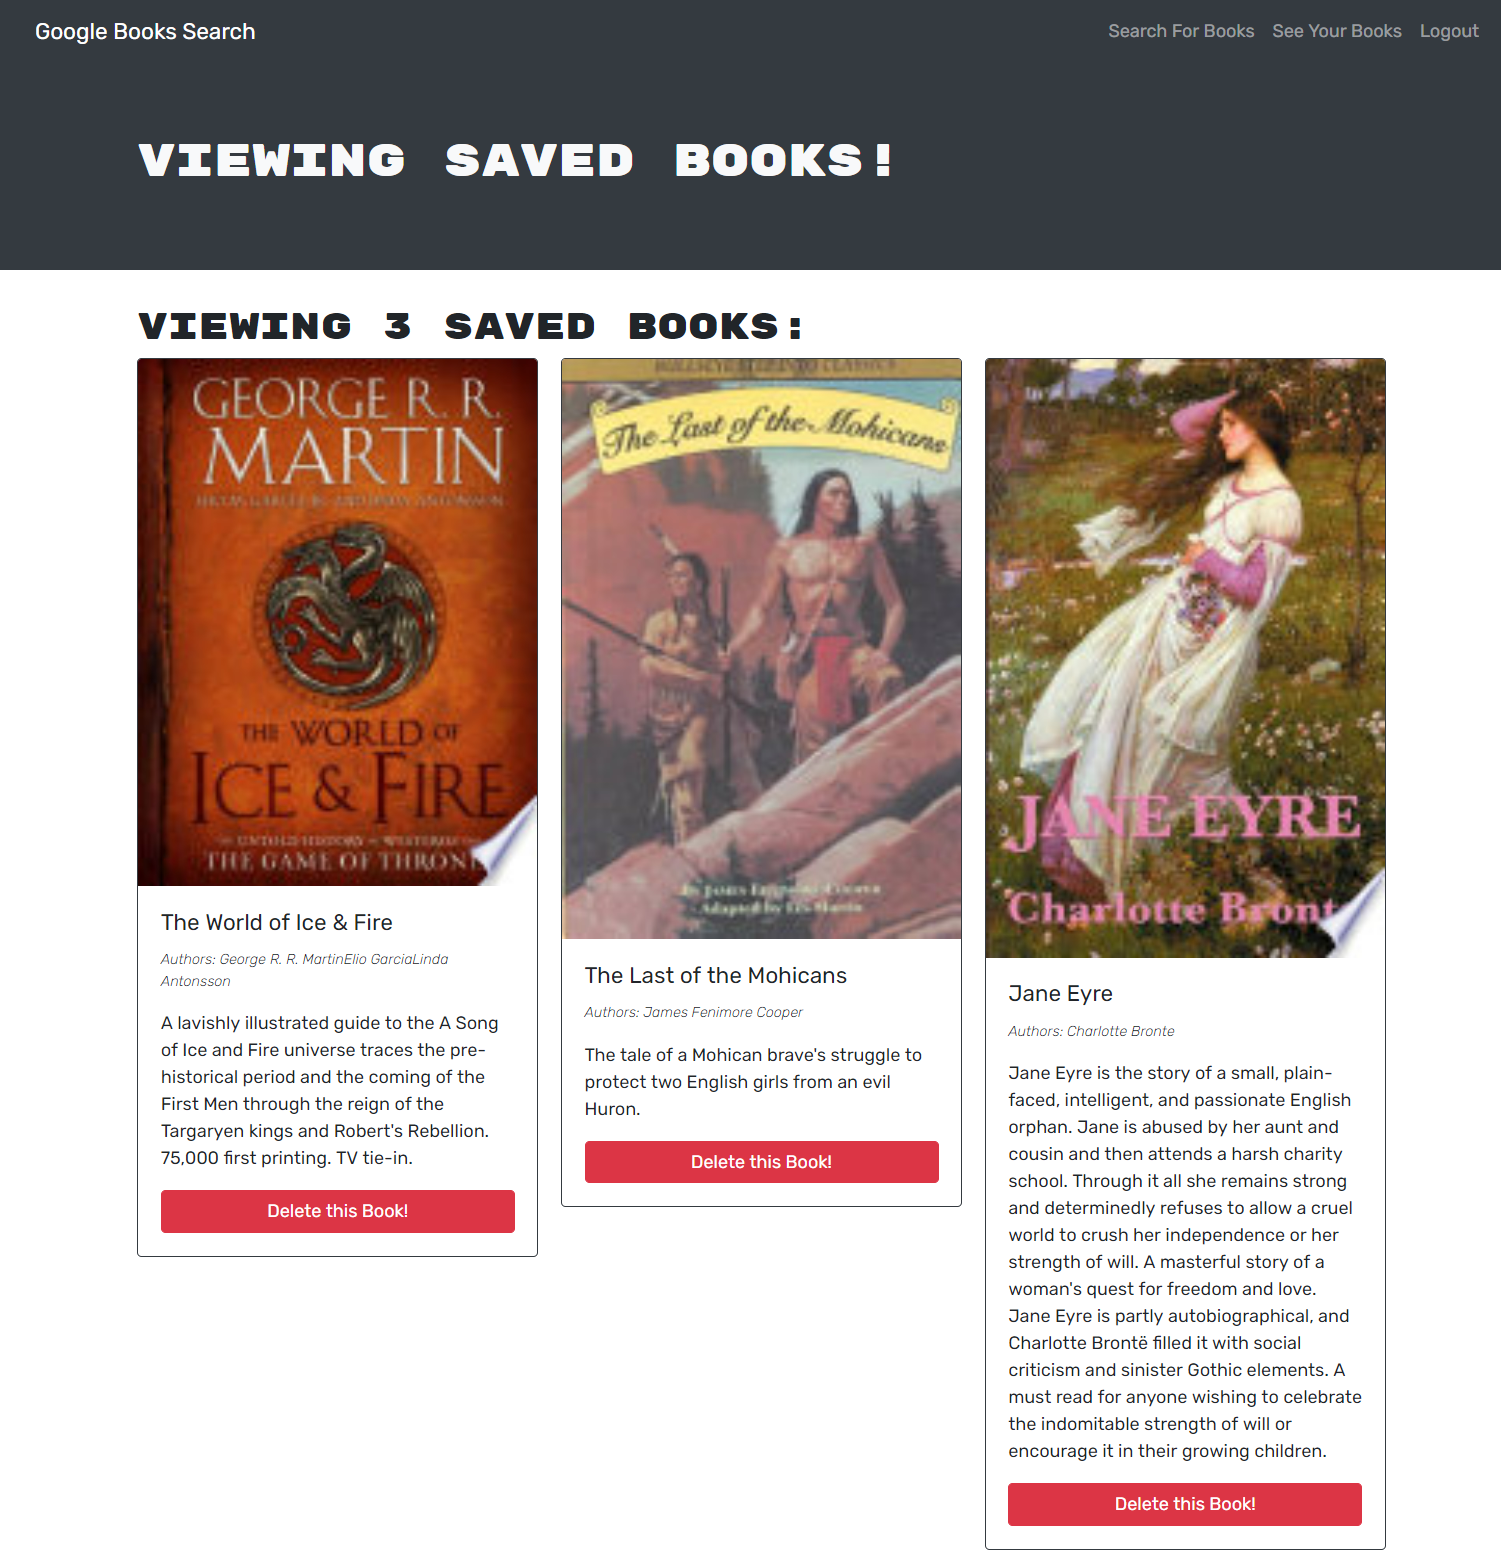 Google Books Search
Search For Books
See Your Books
Logout
VIEWING SAVED BOOKS!
VIEWING 3 SAVED BOOKS:
GEORGE R. R.
MARTIN
THE WORLD OF
ICE & FIRE
THE GAME OF
The World of Ice & Fire
Authors: George R. R. MartinElio GarciaLinda
Antonsson
A lavishly illustrated guide to the A Song
of Ice and Fire universe traces the pre-
historical period and the coming of the
First Men through the reign of the
Targaryen kings and Robert's Rebellion.
75,000 first printing. TV tie-in.
Delete this Book!
The Last of the Mohicans
The Last of the Mohicans
Authors: James Fenimore Cooper
The tale of a Mohican brave's struggle to
protect two English girls from an evil
Huron.
Delete this Book!
JANE EYRE
Charlotte
Jane Eyre
Authors: Charlotte Bronte
Jane Eyre is the story of a small, plain-
faced, intelligent, and passionate English
orphan. Jane is abused by her aunt and
cousin and then attends a harsh charity
school. Through it all she remains strong
and determinedly refuses to allow a cruel
world to crush her independence or her
strength of will. A masterful story of a
woman's quest for freedom and love.
Jane Eyre is partly autobiographical, and
Charlotte Brontë filled it with social
criticism and sinister Gothic elements. A
must read for anyone wishing to celebrate
the indomitable strength of will or
encourage it in their growing children.
Delete this Book!